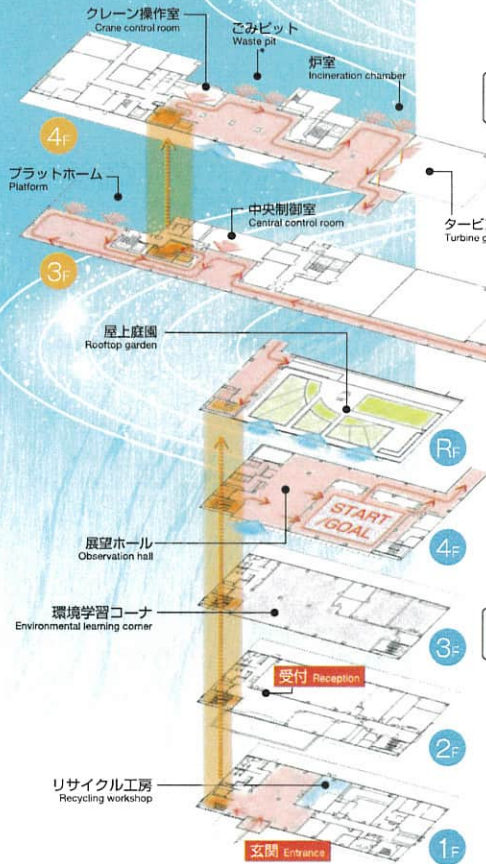 クレーン操作室
Crane control room
ごみピット
Waste pit
炉室
Incineration chamber
4F
プラットホーム
Platform
中央制御室
Central control room
タービ
Turbine g
3F
屋上庭園
Rooftop garden
RF
START
/GOAL
展望ホール
Observation hall
4F
環境学習コーナ
Environmental learning corner
3F
受付 Reception
2F
リサイクル工房
Recycling workshop
玄関 Entrance
1F